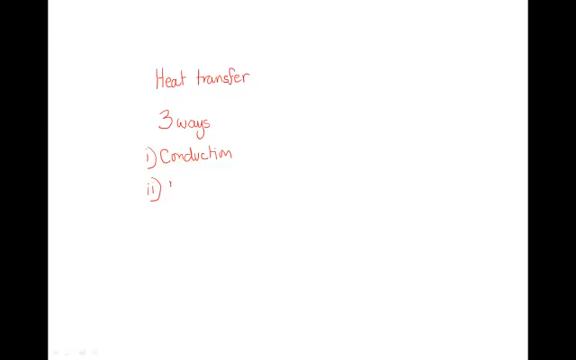 Heat transfer
3 ways
i) Conduction
ii)